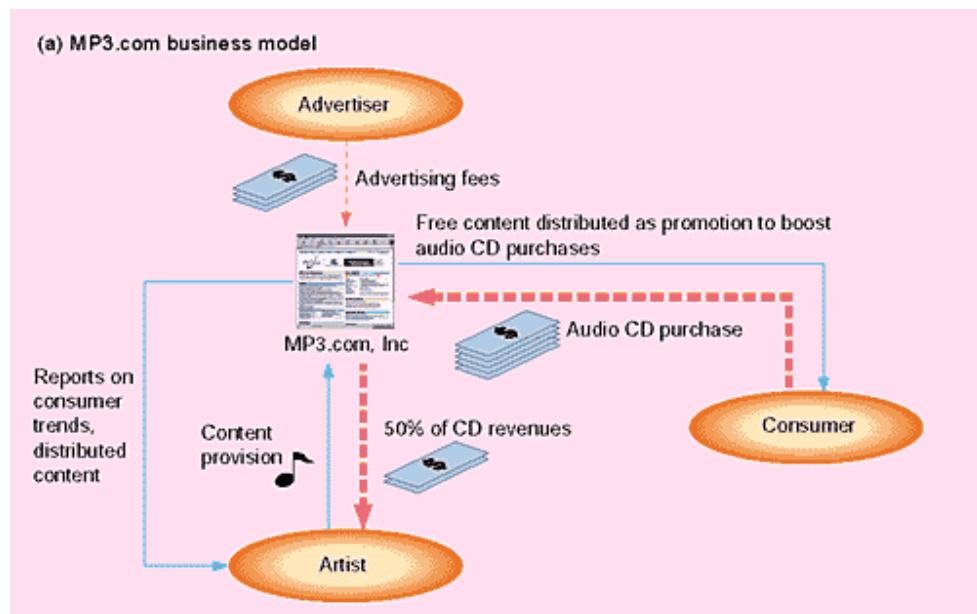 (a) MP3.com business model
Advertiser
$
Advertising fees
Free content distributed as promotion to boost
audio CD purchases
$
Audio CD purchase
MP3.com, Inc
Reports on
consumer
trends,
distributed
content
Content
provision
50% of CD revenues
$
Consumer
Artist